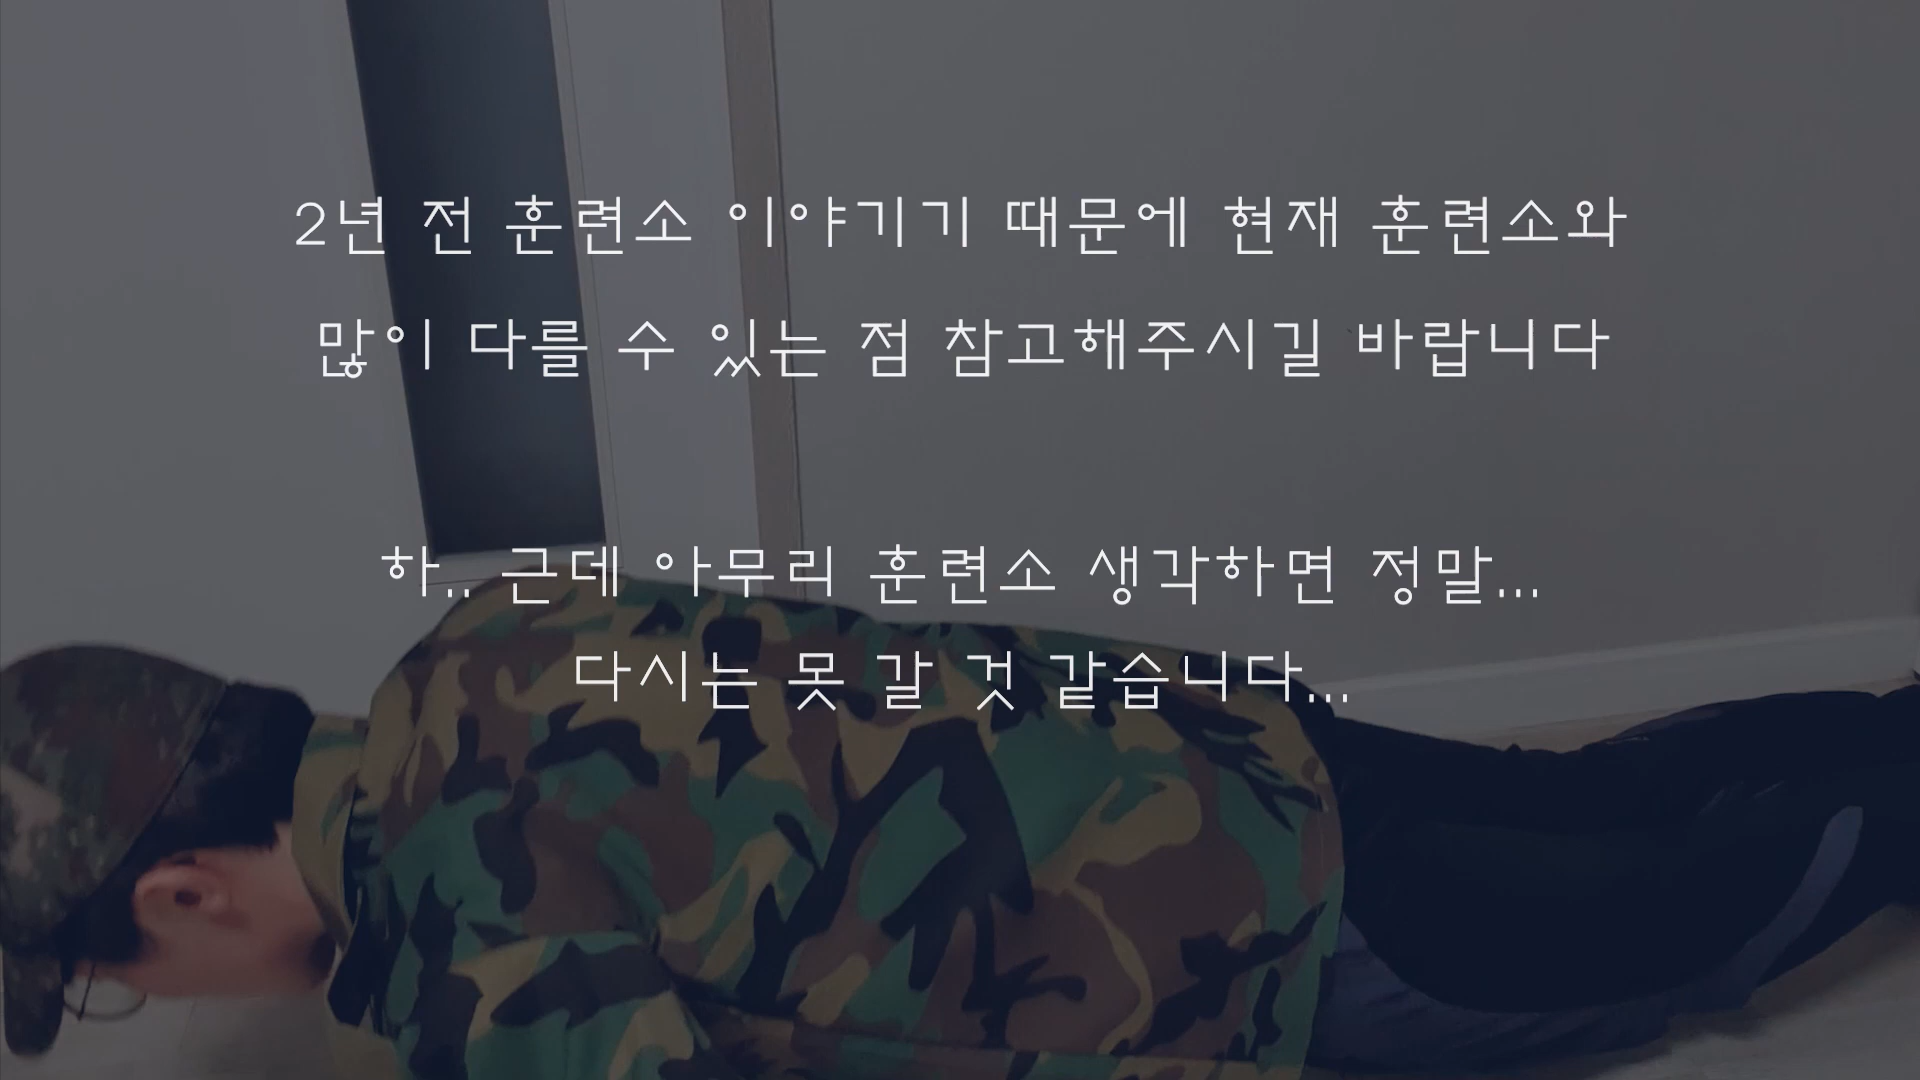 2년 전 훈련소 이야기기 때문에 현재 훈련소와
많이 다를 수 있는 점 참고해주시길 바랍니다
하.. 근데 아무리 훈련소 생각하면 정말...
다시는 못 갈 것 같습니다...